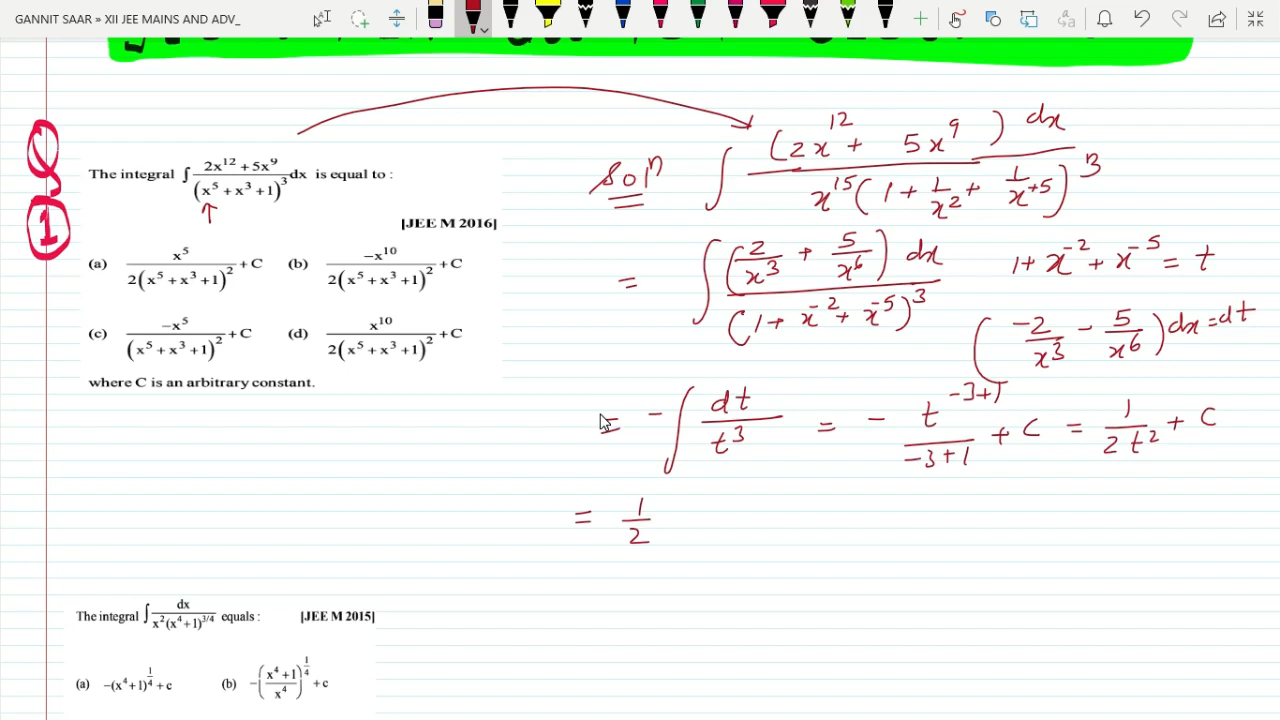 GANNIT SAAR » XII JEE MAINS AND ADV_
Q
1
The integral ∫ (2x¹² + 5x⁹)/(x⁵ + x³ + 1)³ dx is equal to :
[JEE M 2016]
(a) x⁵/(2(x⁵ + x³ + 1)²) + C (b) −x¹⁰/(2(x⁵ + x³ + 1)²) + C
(c) −x⁵/(x⁵ + x³ + 1)² + C (d) x¹⁰/(2(x⁵ + x³ + 1)²) + C
where C is an arbitrary constant.
Solⁿ ∫ (2x¹² + 5x⁹) dx / x¹⁵(1 + 1/x² + 1/x⁺⁵)³
= ∫ (2/x³ + 5/x⁶) dx / (1 + x⁻² + x⁻⁵)³
1 + x⁻² + x⁻⁵ = t
(−2/x³ − 5/x⁶) dx = dt
= −∫ dt/t³ = − t⁻³⁺¹/(−3+1) + C = 1/(2t²) + C
= 1/2
The integral ∫ dx/(x²(x⁴+1)^(3/4)) equals : [JEE M 2015]
(a) −(x⁴+1)^(1/4) + c (b) −((x⁴+1)/x⁴)^(1/4) + c